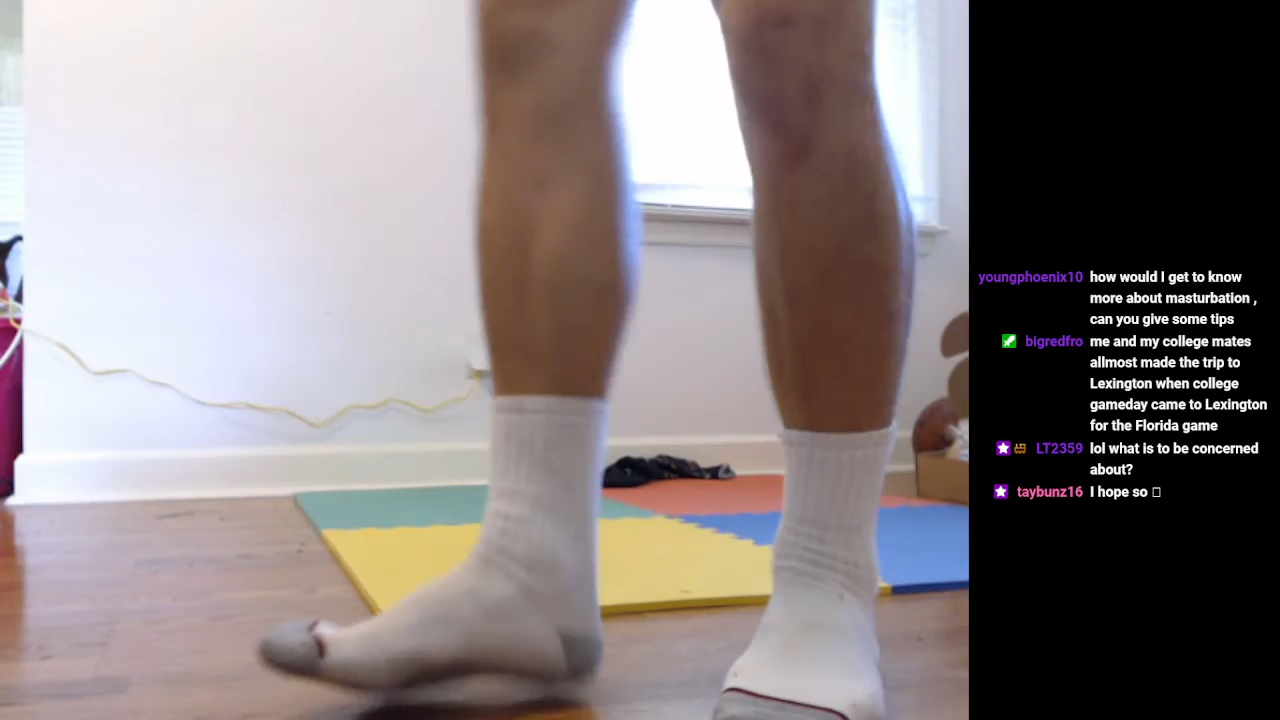 youngphoenix10 how would I get to know
more about masturbation ,
can you give some tips
bigredfro me and my college mates
allmost made the trip to
Lexington when college
gameday came to Lexington
for the Florida game
LT2359 lol what is to be concerned
about?
taybunz16 I hope so